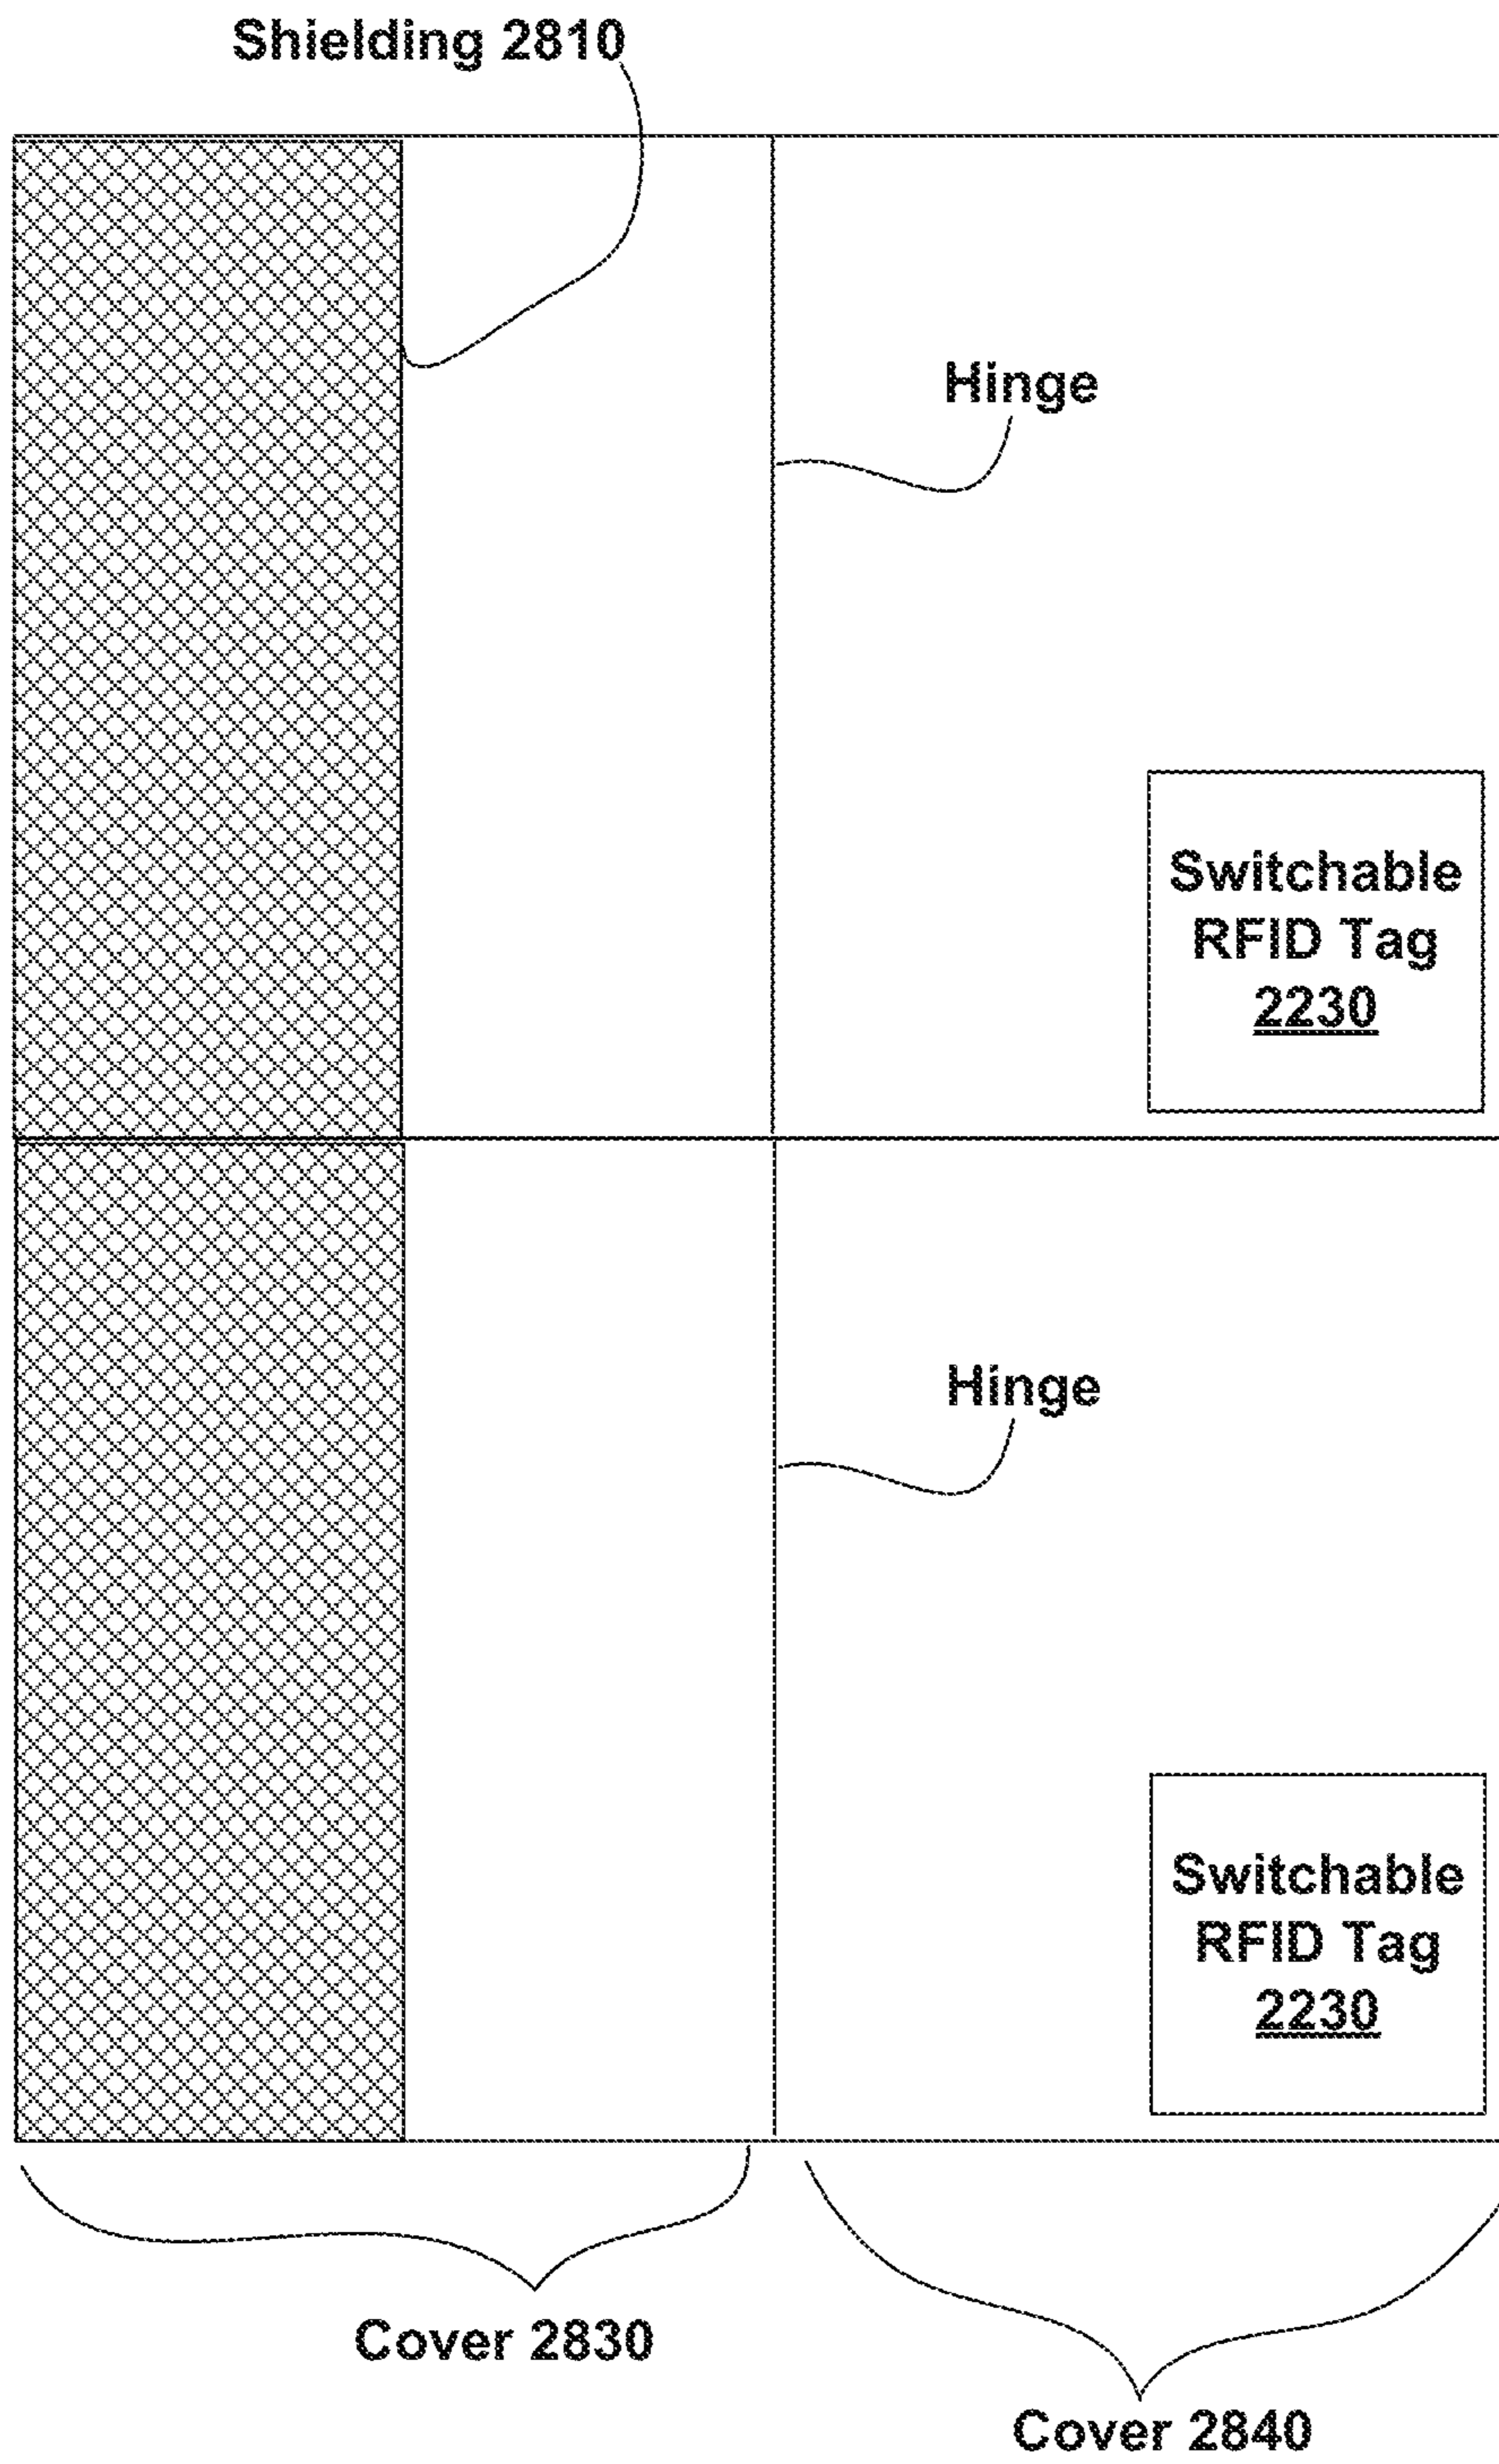 Shielding 2810
Hinge
Switchable
RFID Tag
2230
Hinge
Switchable
RFID Tag
2230
Cover 2830
Cover 2840